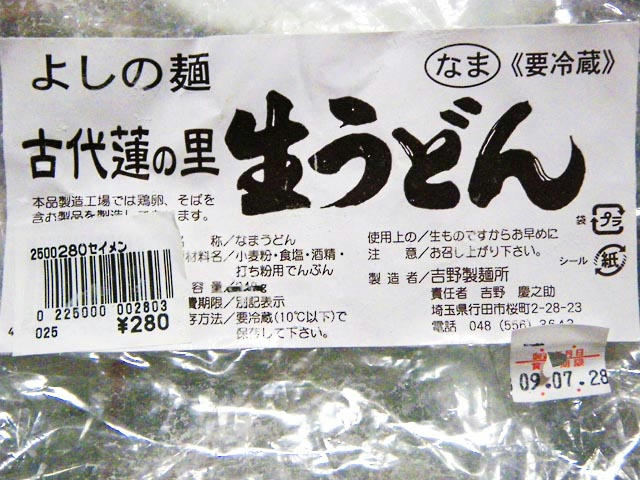 よしの麺
なま 《要冷蔵》
古代蓮の里
生うどん
本品製造工場では鶏卵、そばを
含む製品を製造しております。
称/なまうどん
材料名/小麦粉・食塩・酒精・
打ち粉用でんぷん
容量
費期限/別記表示
存方法/要冷蔵(10℃以下)で
保存して下さい。
使用上の/生ものですからお早めに
注 意/お召し上り下さい。
製造者/吉野製麺所
責任者 吉野 慶之助
埼玉県行田市桜町2-28-23
電話 048 (556)
袋 プラ
シール 紙
2500280セイメン
0 225000 002803
¥280
4
025
09.07.28